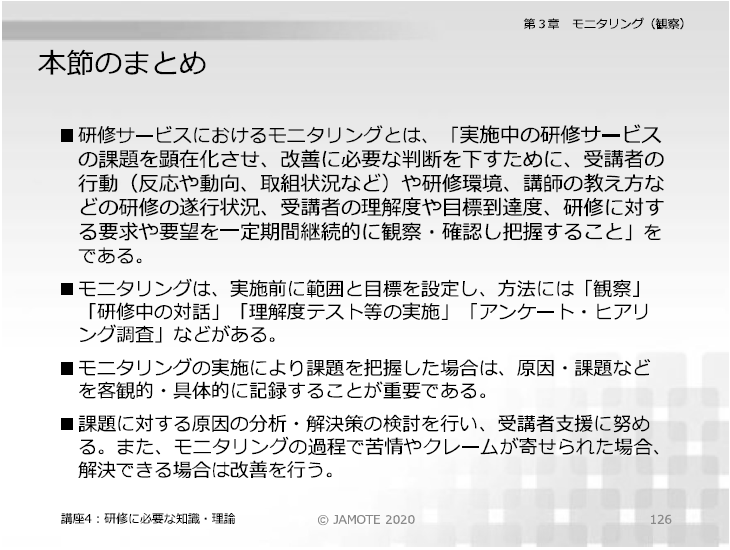 第３章　モニタリング（観察）
本節のまとめ
■研修サービスにおけるモニタリングとは、「実施中の研修サービス
の課題を顕在化させ、改善に必要な判断を下すために、受講者の
行動（反応や動向、取組状況など）や研修環境、講師の教え方な
どの研修の遂行状況、受講者の理解度や目標到達度、研修に対す
る要求や要望を一定期間継続的に観察・確認し把握すること」を
である。
■モニタリングは、実施前に範囲と目標を設定し、方法には「観察」
「研修中の対話」「理解度テスト等の実施」「アンケート・ヒアリ
ング調査」などがある。
■モニタリングの実施により課題を把握した場合は、原因・課題など
を客観的・具体的に記録することが重要である。
■課題に対する原因の分析・解決策の検討を行い、受講者支援に努め
る。また、モニタリングの過程で苦情やクレームが寄せられた場合、
解決できる場合は改善を行う。
講座4：研修に必要な知識・理論
© JAMOTE 2020
126